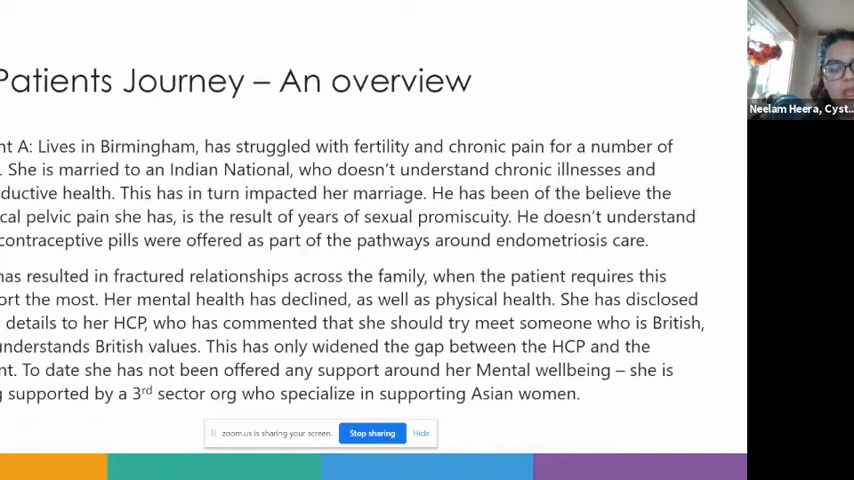 Patients Journey – An overview
Neelam Heera, Cyst...
nt A: Lives in Birmingham, has struggled with fertility and chronic pain for a number of
. She is married to an Indian National, who doesn't understand chronic illnesses and
ductive health. This has in turn impacted her marriage. He has been of the believe the
cal pelvic pain she has, is the result of years of sexual promiscuity. He doesn't understand
contraceptive pills were offered as part of the pathways around endometriosis care.
has resulted in fractured relationships across the family, when the patient requires this
ort the most. Her mental health has declined, as well as physical health. She has disclosed
details to her HCP, who has commented that she should try meet someone who is British,
understands British values. This has only widened the gap between the HCP and the
nt. To date she has not been offered any support around her Mental wellbeing – she is
g supported by a 3rd sector org who specialize in supporting Asian women.
zoom.us is sharing your screen. Stop sharing Hide